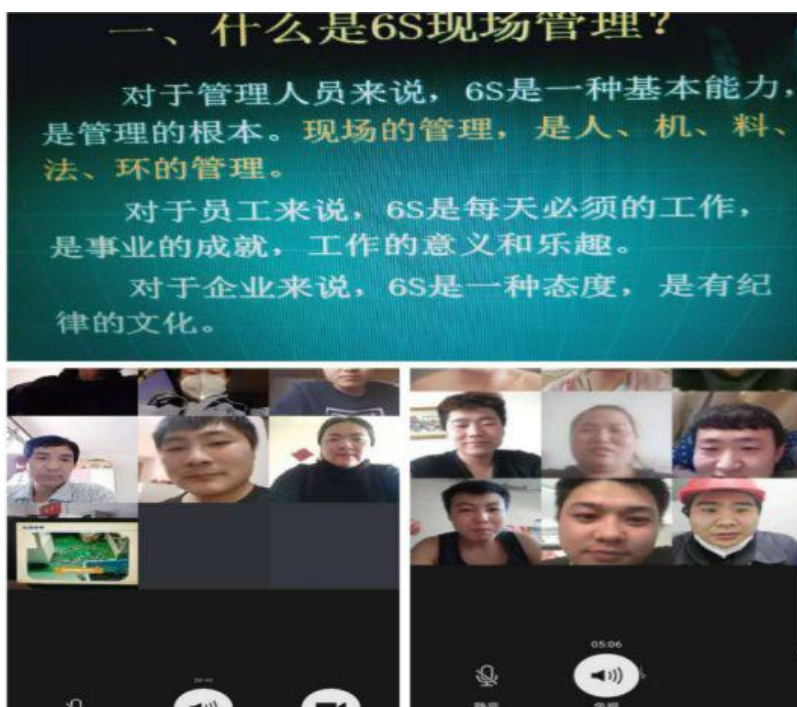 一、什么是6S现场管理？
对于管理人员来说，6S是一种基本能力，
是管理的根本。现场的管理，是人、机、料、
法、环的管理。
对于员工来说，6S是每天必须的工作，
是事业的成就，工作的意义和乐趣。
对于企业来说，6S是一种态度，是有纪
律的文化。
05:06